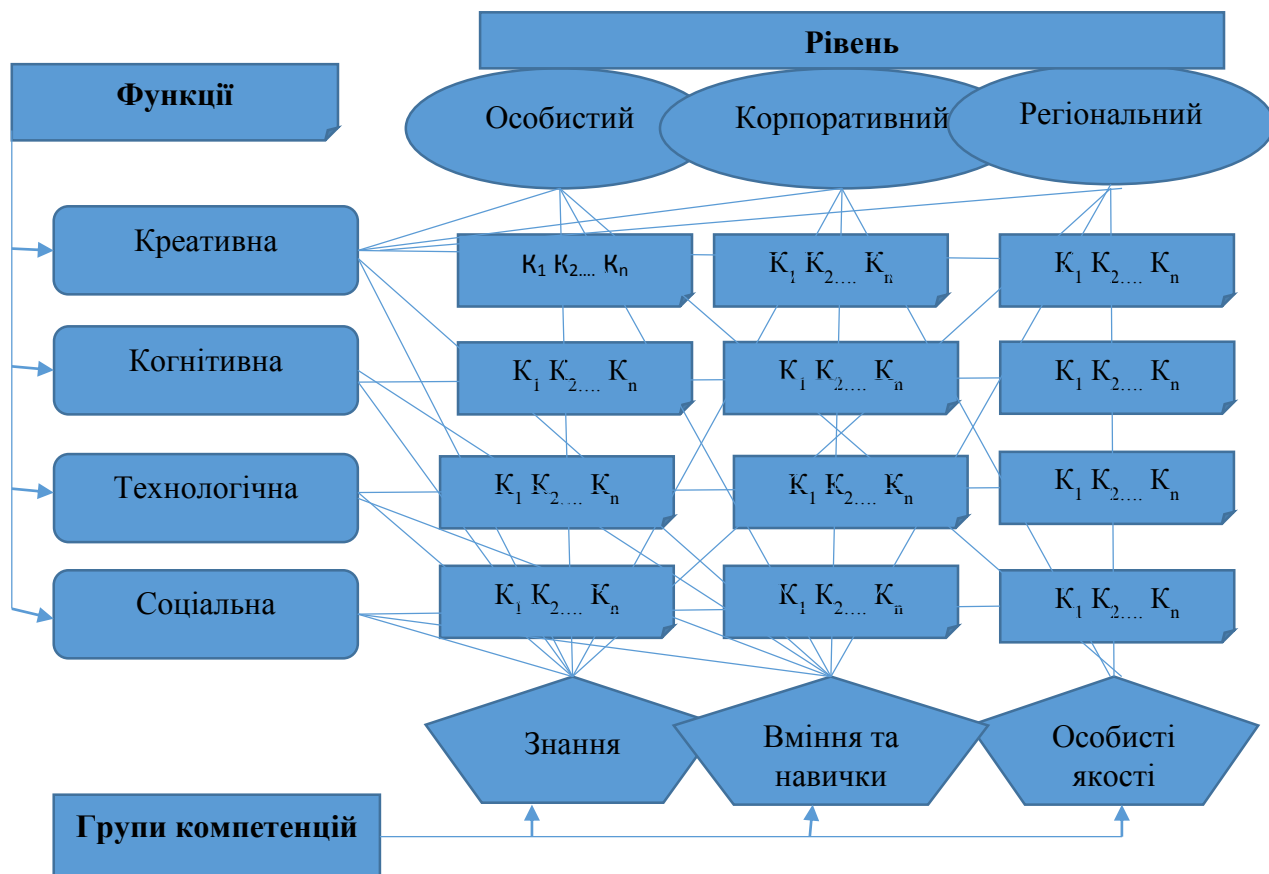 Рівень
Функції
Особистий
Корпоративний
Регіональний
Креативна
К₁ К₂.... Кₙ
К₁ К₂.... Кₙ
К₁ К₂.... Кₙ
Когнітивна
Кᵢ К₂.... Кₙ
Кᵢ К₂.... Кₙ
К₁ К₂.... Кₙ
Технологічна
К₁ К₂.... Кₙ
К₁ К₂.... Кₙ
К₁ К₂.... Кₙ
Соціальна
К₁ К₂.... Кₙ
К₁ К₂.... Кₙ
К₁ К₂.... Кₙ
Знання
Вміння та
навички
Особисті
якості
Групи компетенцій